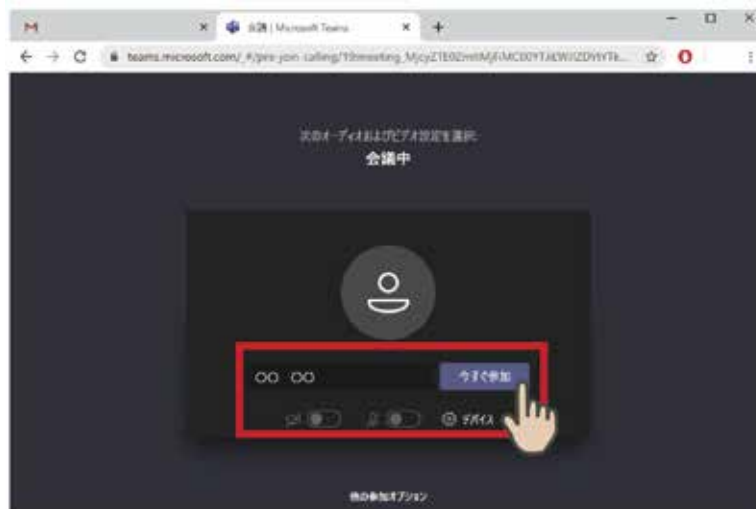 会議 | Microsoft Teams
次のオーディオおよびビデオ設定を選択:
会議中
○○ ○○
今すぐ参加
デバイス
他の参加オプション